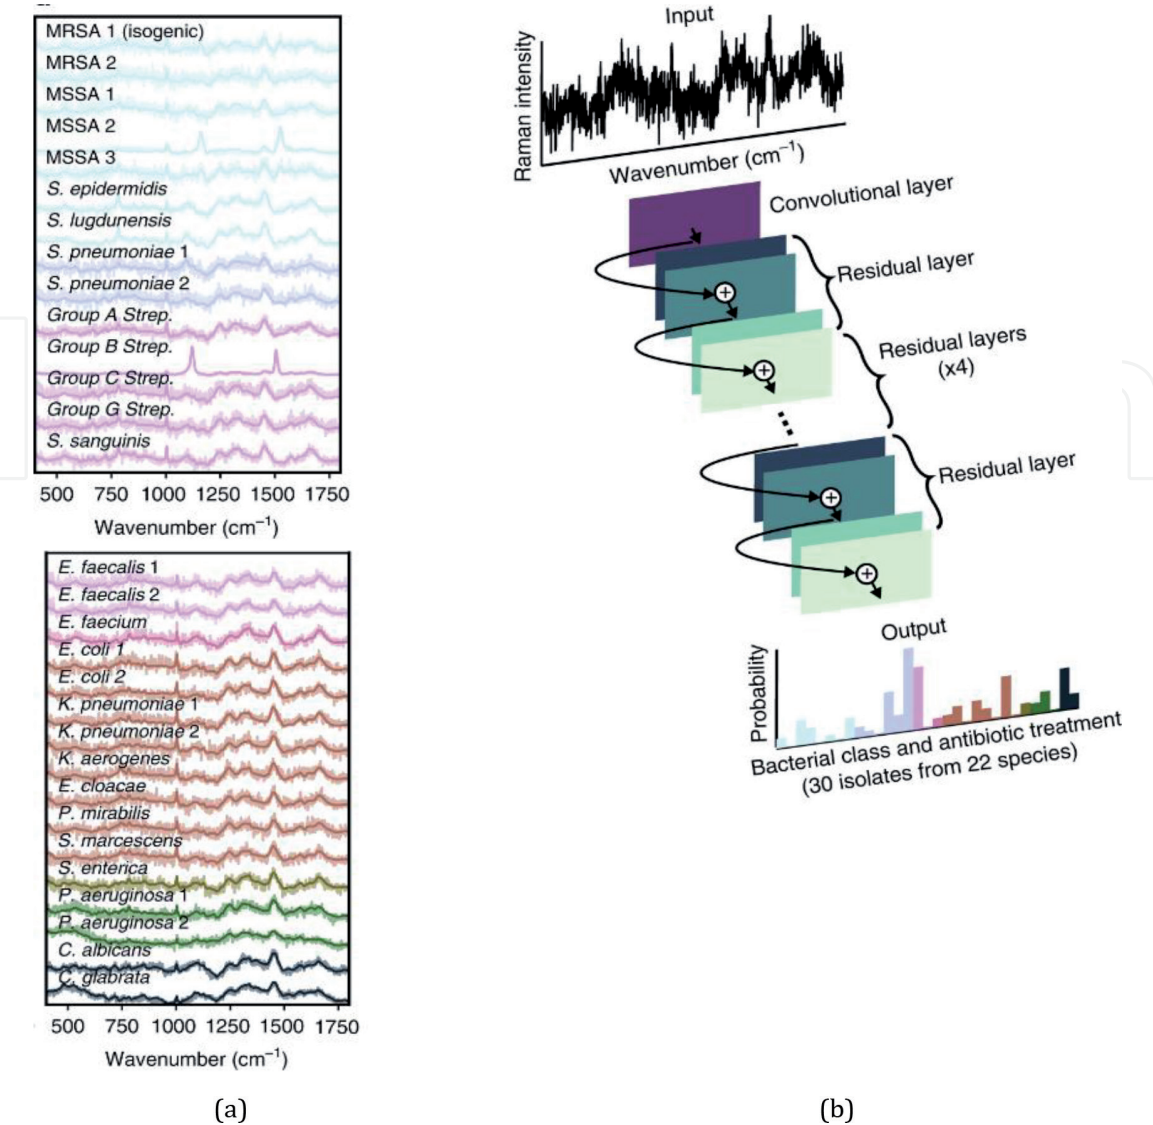 MRSA 1 (isogenic)
MRSA 2
MSSA 1
MSSA 2
MSSA 3
S. epidermidis
S. lugdunensis
S. pneumoniae 1
S. pneumoniae 2
Group A Strep.
Group B Strep.
Group C Strep.
Group G Strep.
S. sanguinis
500 750 1000 1250 1500 1750
Wavenumber (cm⁻¹)
E. faecalis 1
E. faecalis 2
E. faecium
E. coli 1
E. coli 2
K. pneumoniae 1
K. pneumoniae 2
K. aerogenes
E. cloacae
P. mirabilis
S. marcescens
S. enterica
P. aeruginosa 1
P. aeruginosa 2
C. albicans
C. glabrata
500 750 1000 1250 1500 1750
Wavenumber (cm⁻¹)
(a)
Input
Raman intensity
Wavenumber (cm⁻¹)
Convolutional layer
Residual layer
Residual layers
(x4)
Residual layer
Output
Probability
Bacterial class and antibiotic treatment
(30 isolates from 22 species)
(b)